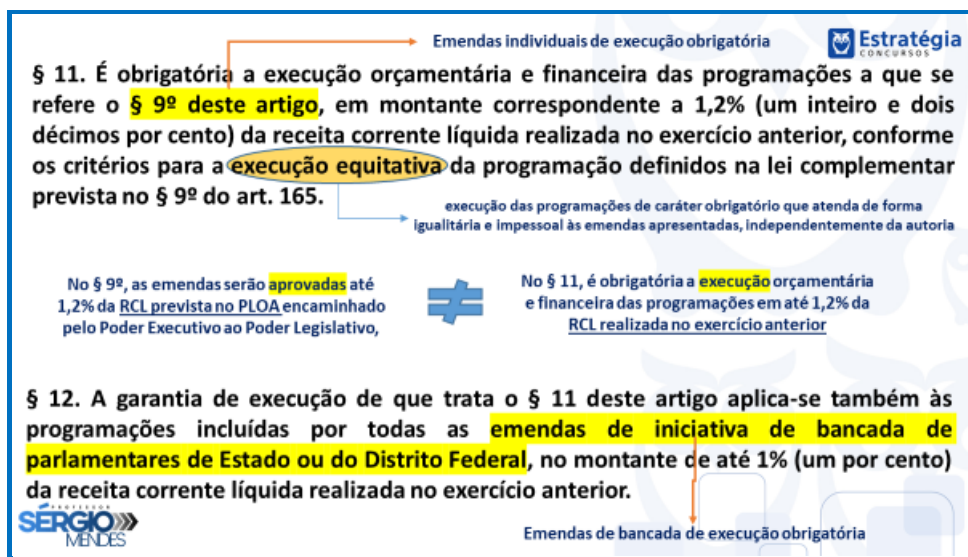 Emendas individuais de execução obrigatória
Estratégia
CONCURSOS
§ 11. É obrigatória a execução orçamentária e financeira das programações a que se
refere o § 9º deste artigo, em montante correspondente a 1,2% (um inteiro e dois
décimos por cento) da receita corrente líquida realizada no exercício anterior, conforme
os critérios para a execução equitativa da programação definidos na lei complementar
prevista no § 9º do art. 165.
execução das programações de caráter obrigatório que atenda de forma
igualitária e impessoal às emendas apresentadas, independentemente da autoria
No § 9º, as emendas serão aprovadas até
1,2% da RCL prevista no PLOA encaminhado
pelo Poder Executivo ao Poder Legislativo,
No § 11, é obrigatória a execução orçamentária
e financeira das programações em até 1,2% da
RCL realizada no exercício anterior
§ 12. A garantia de execução de que trata o § 11 deste artigo aplica-se também às
programações incluídas por todas as emendas de iniciativa de bancada de
parlamentares de Estado ou do Distrito Federal, no montante de até 1% (um por cento)
da receita corrente líquida realizada no exercício anterior.
PROFESSOR
SÉRGIO
MENDES
Emendas de bancada de execução obrigatória